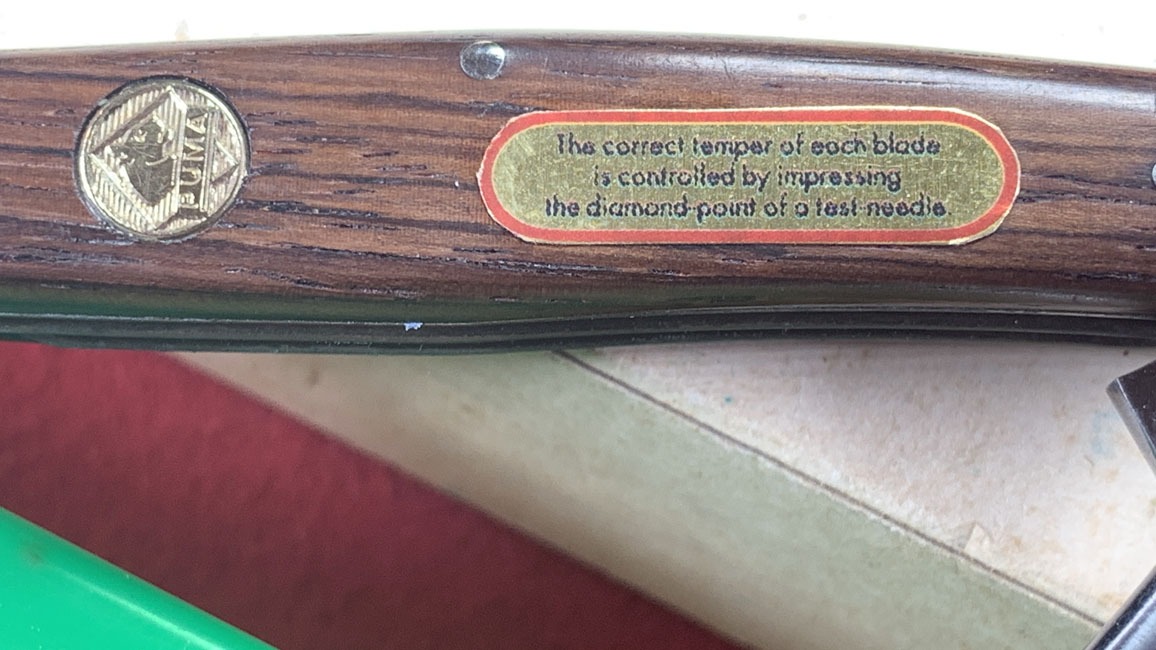 PUMA
The correct temper of each blade
is controlled by impressing
the diamond-point of a test-needle.